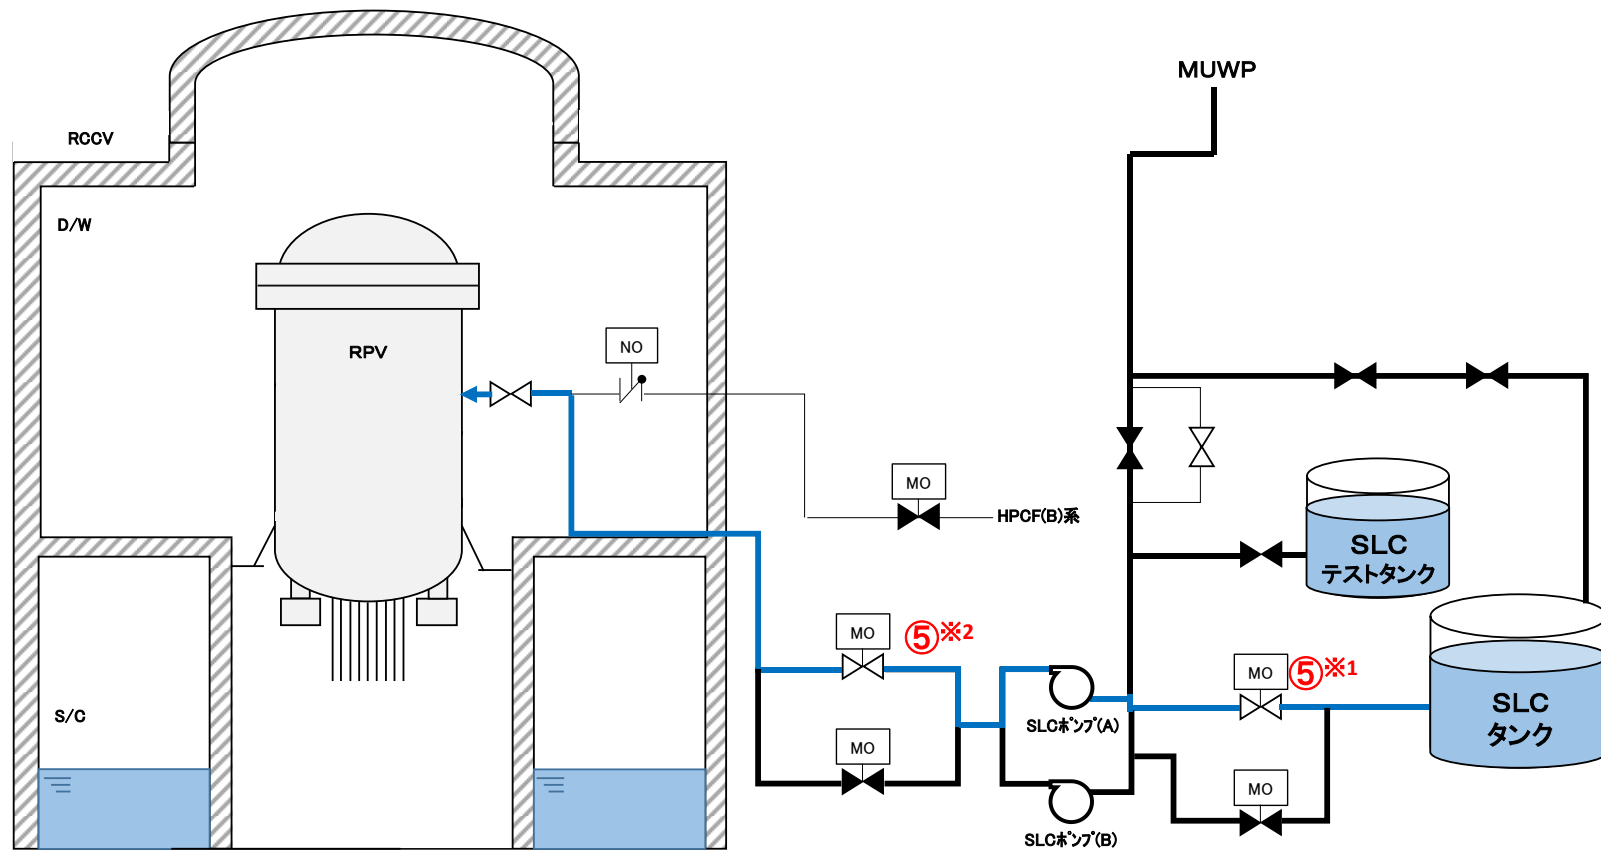 MUWP
RCCV
D/W
RPV
NO
MO
HPCF(B)系
SLC
テストタンク
MO
⑤※2
MO
⑤※1
SLC
タンク
S/C
SLCﾎﾟﾝﾌﾟ(A)
MO
MO
SLCﾎﾟﾝﾌﾟ(B)